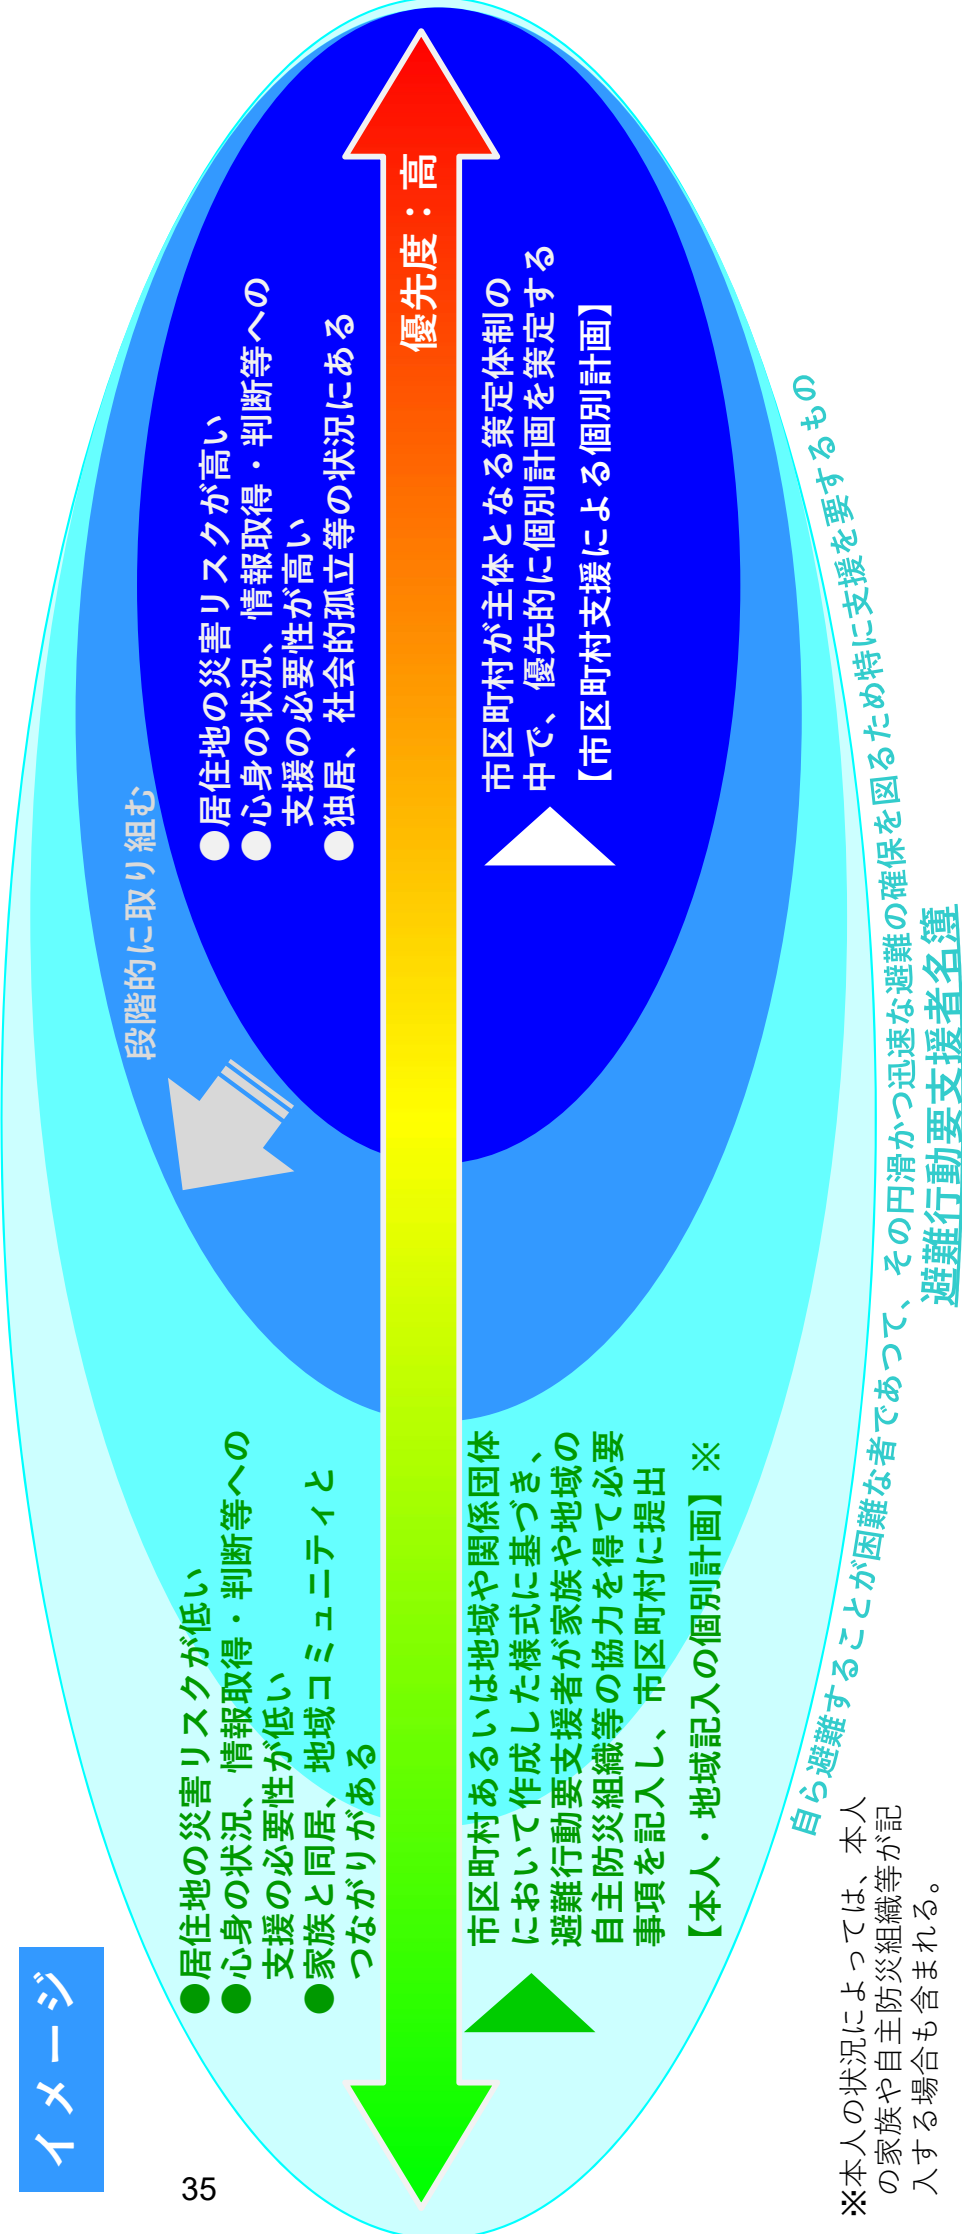 イメージ
●居住地の災害リスクが低い
●心身の状況、情報取得・判断等への
支援の必要性が低い
●家族と同居、地域コミュニティと
つながりがある
段階的に取り組む
●居住地の災害リスクが高い
●心身の状況、情報取得・判断等への
支援の必要性が高い
●独居、社会的孤立等の状況にある
優先度：高
市区町村あるいは地域や関係団体
において作成した様式に基づき、
避難行動要支援者が家族や地域の
自主防災組織等の協力を得て必要
事項を記入し、市区町村に提出
【本人・地域記入の個別計画】※
市区町村が主体となる策定体制の
中で、優先的に個別計画を策定する
【市区町村支援による個別計画】
自ら避難することが困難な者であつて、その円滑かつ迅速な避難の確保を図るため特に支援を要するもの
避難行動要支援者名簿
※本人の状況によっては、本人
の家族や自主防災組織等が記
入する場合も含まれる。
35